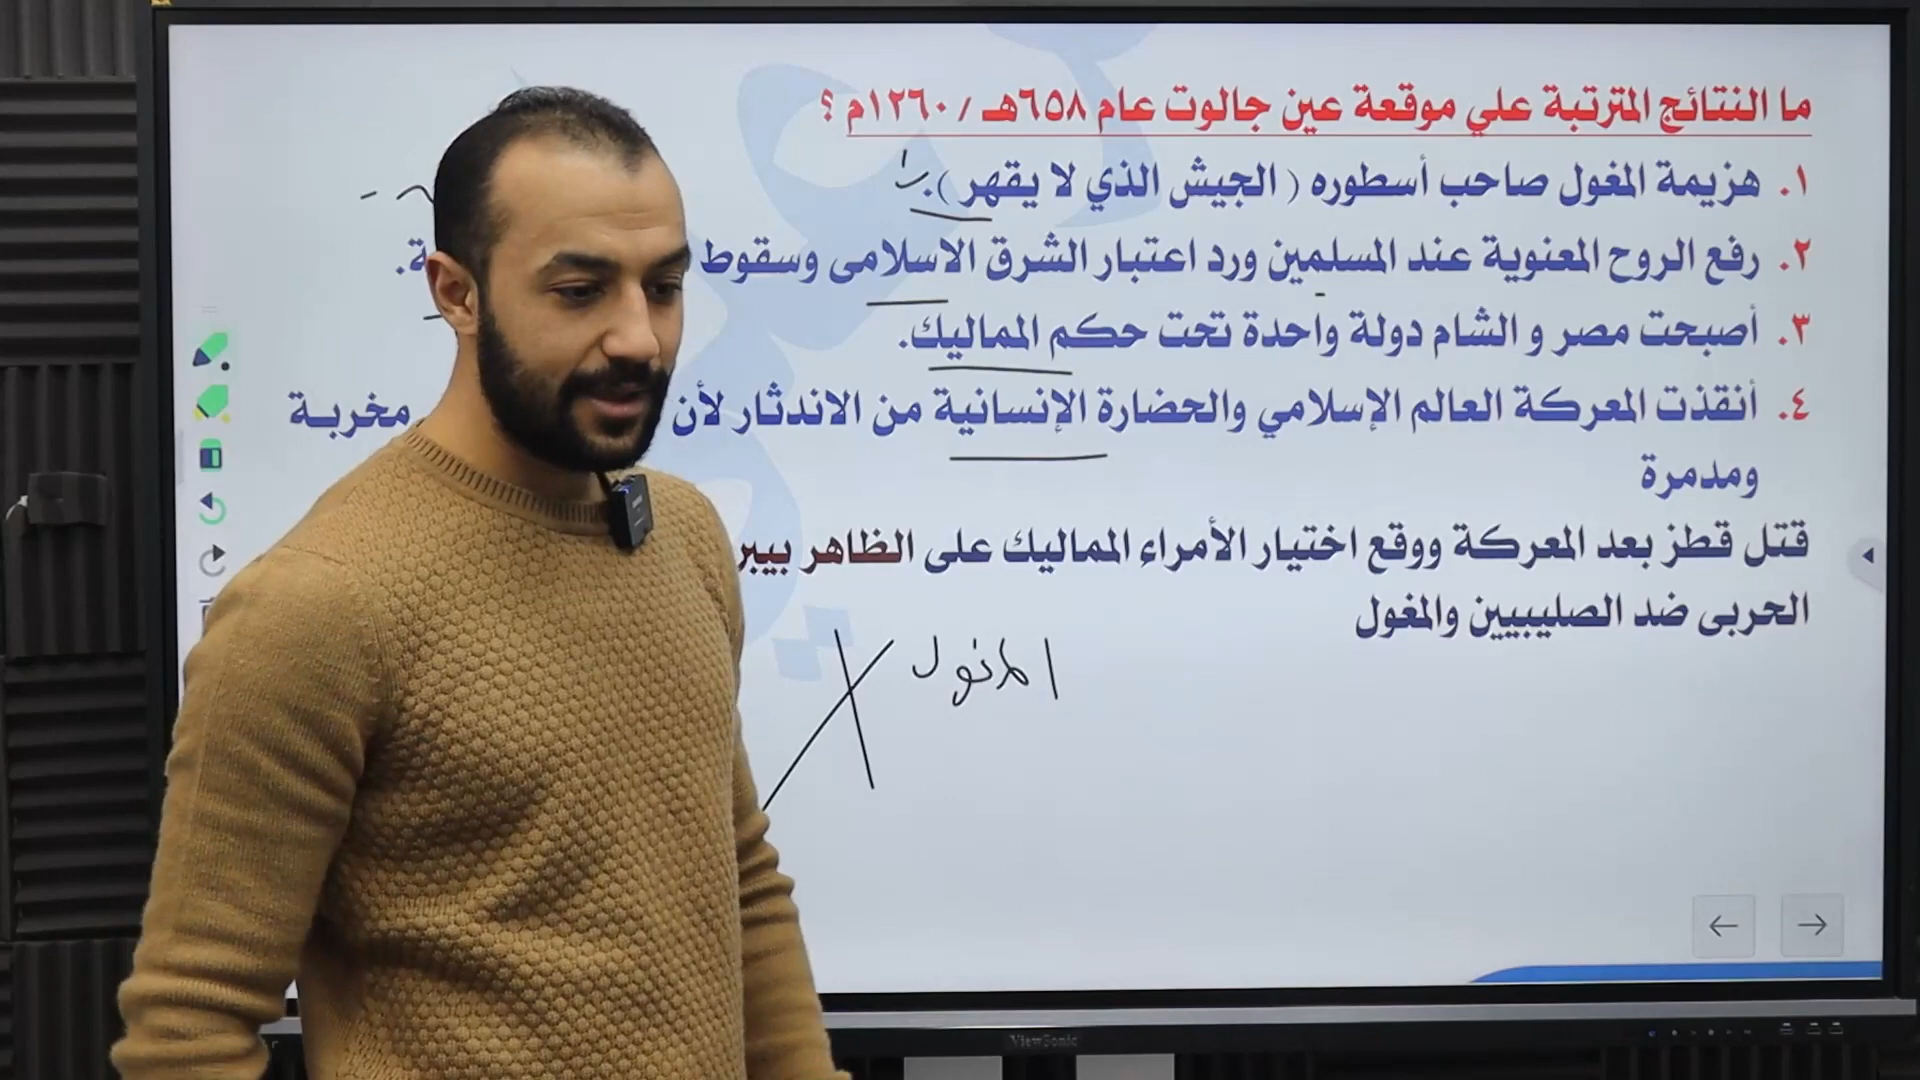 ما النتائج المترتبة علي موقعة عين جالوت عام ٦٥٨هـ / ١٢٦٠م ؟
١. هزيمة المغول صاحب أسطوره ( الجيش الذي لا يقهر ).
٢. رفع الروح المعنوية عند المسلمين ورد اعتبار الشرق الاسلامى وسقوط
٣. أصبحت مصر و الشام دولة واحدة تحت حكم المماليك.
٤. أنقذت المعركة العالم الإسلامي والحضارة الإنسانية من الاندثار لأن مخربة
ومدمرة
قتل قطز بعد المعركة ووقع اختيار الأمراء المماليك على الظاهر
الحربى ضد الصليبيين والمغول
المغول
ViewSonic